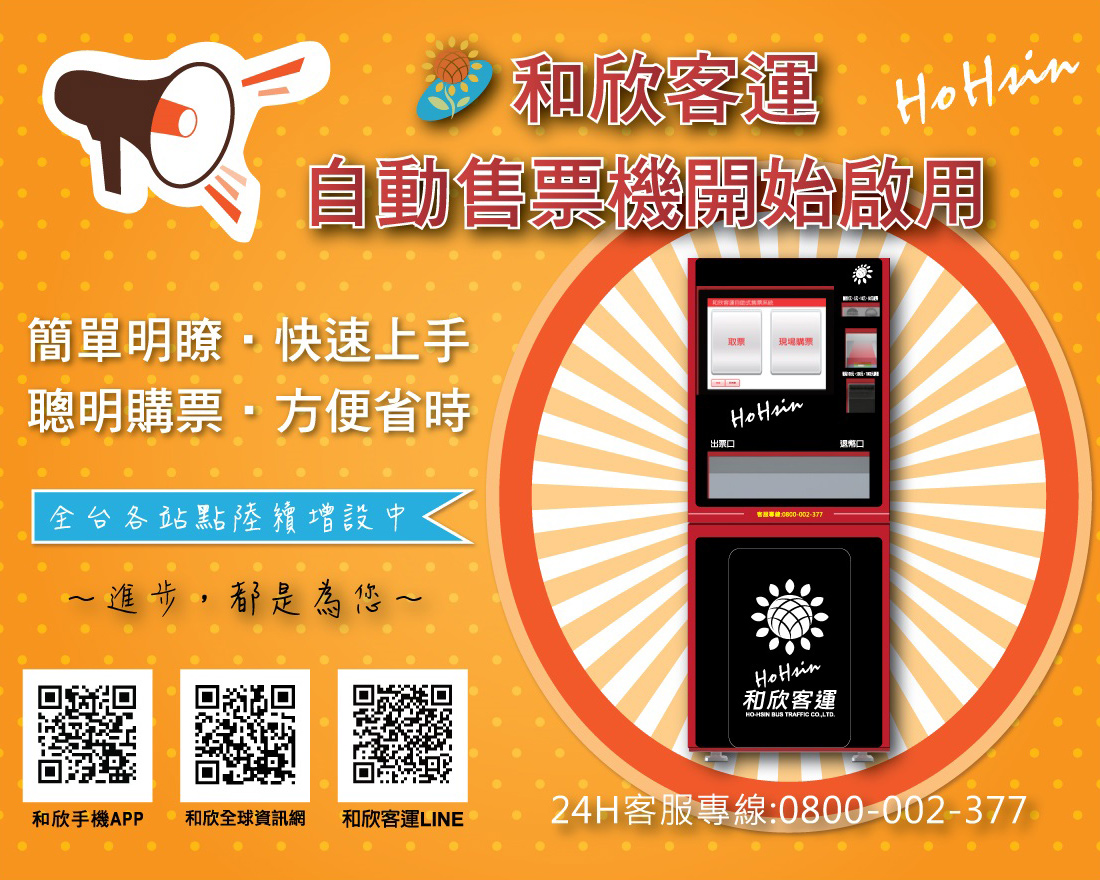 和欣客運
HoHsin
自動售票機開始啟用
簡單明瞭·快速上手
聰明購票·方便省時
全台各站點陸續增設中
～進步，都是為您～
和欣手機APP
和欣全球資訊網
和欣客運LINE
取票
現場購票
HoHsin
出票口
退幣口
客服專線:0800-002-377
HoHsin
和欣客運
HO-HSIN BUS TRAFFIC CO.,LTD.
24H客服專線:0800-002-377